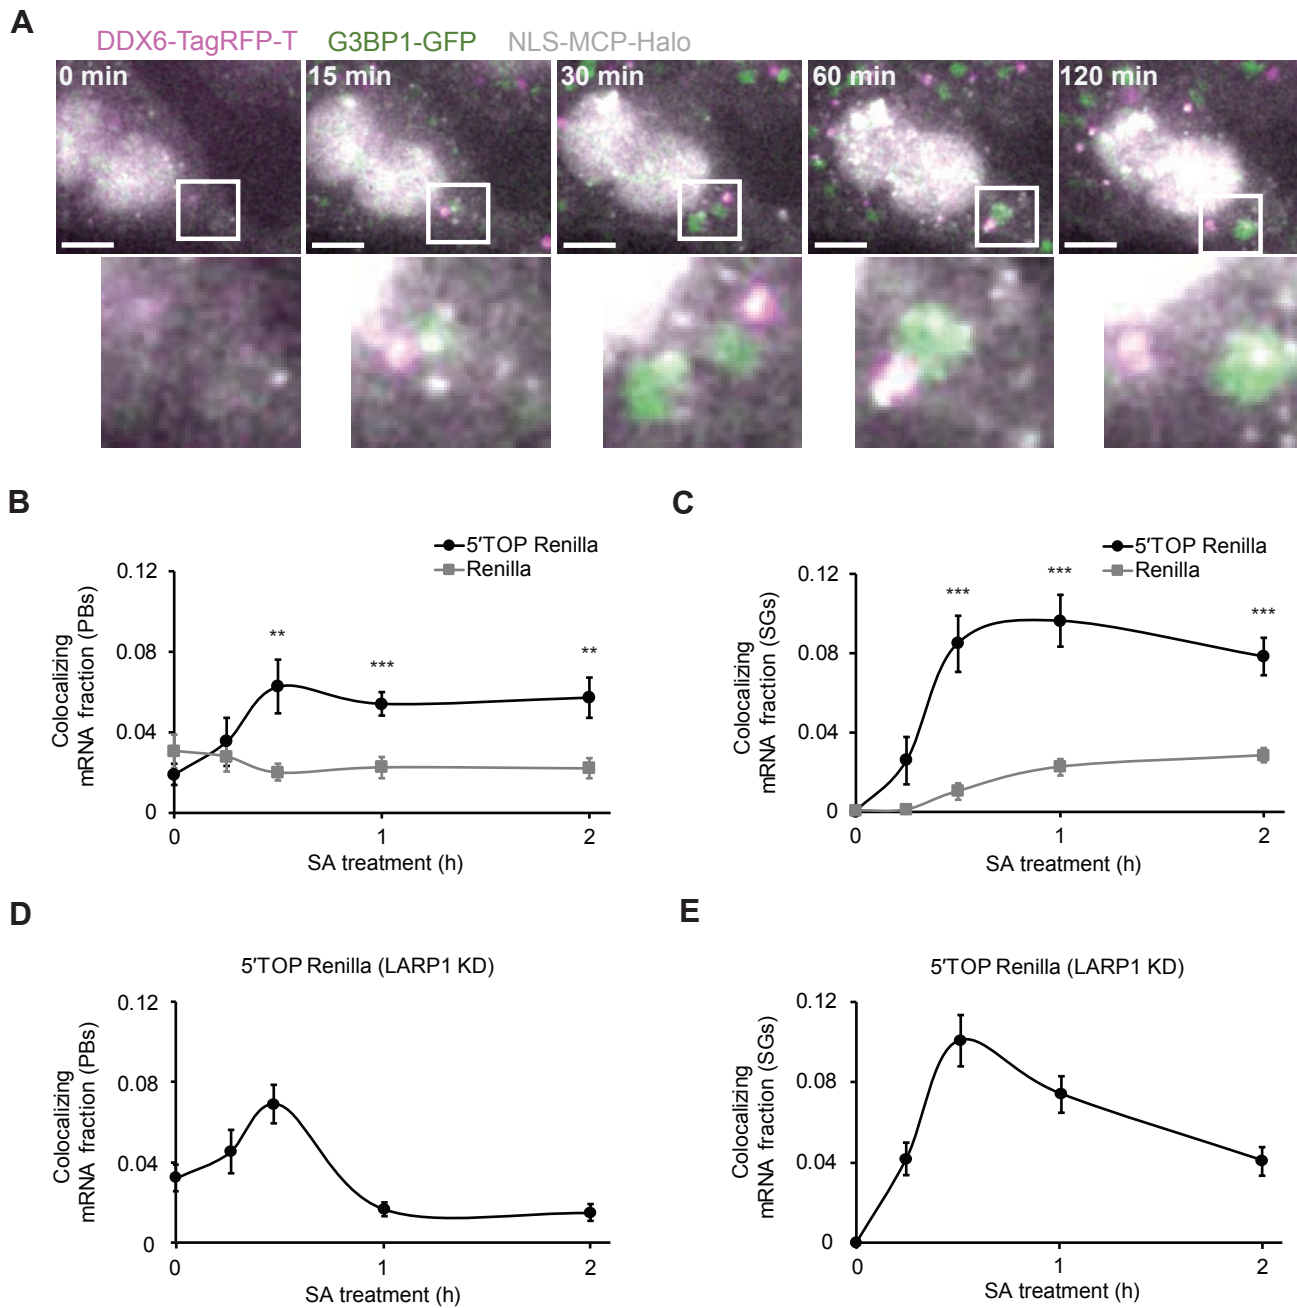 A
DDX6-TagRFP-T G3BP1-GFP NLS-MCP-Halo
0 min 15 min 30 min 60 min 120 min
B
5′TOP Renilla
Renilla
Colocalizing
mRNA fraction (PBs)
0.12
0.08
0.04
0
** *** **
0 1 2
SA treatment (h)
C
5′TOP Renilla
Renilla
Colocalizing
mRNA fraction (SGs)
0.12
0.08
0.04
0
*** *** ***
0 1 2
SA treatment (h)
D
5′TOP Renilla (LARP1 KD)
Colocalizing
mRNA fraction (PBs)
0.12
0.08
0.04
0
0 1 2
SA treatment (h)
E
5′TOP Renilla (LARP1 KD)
Colocalizing
mRNA fraction (SGs)
0.12
0.08
0.04
0
0 1 2
SA treatment (h)